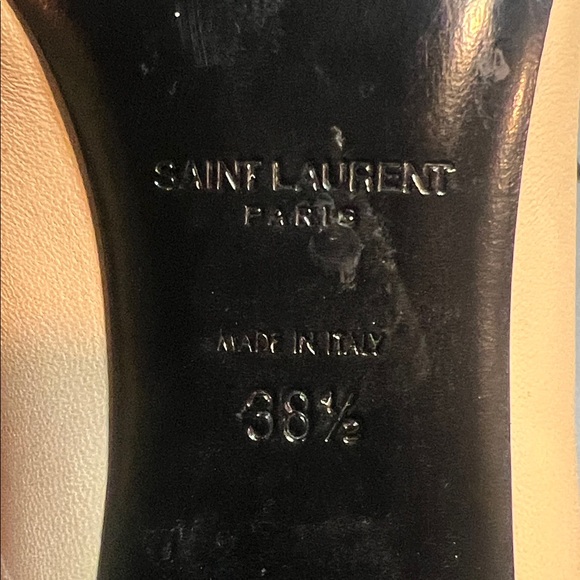 SAINT LAURENT
PARIS
MADE IN ITALY
38½